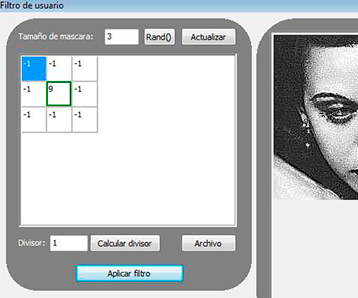 Filtro de usuario
Tamaño de mascara: 3 Rand() Actualizar
-1 -1 -1
-1 9 -1
-1 -1 -1
Divisor: 1 Calcular divisor Archivo
Aplicar filtro